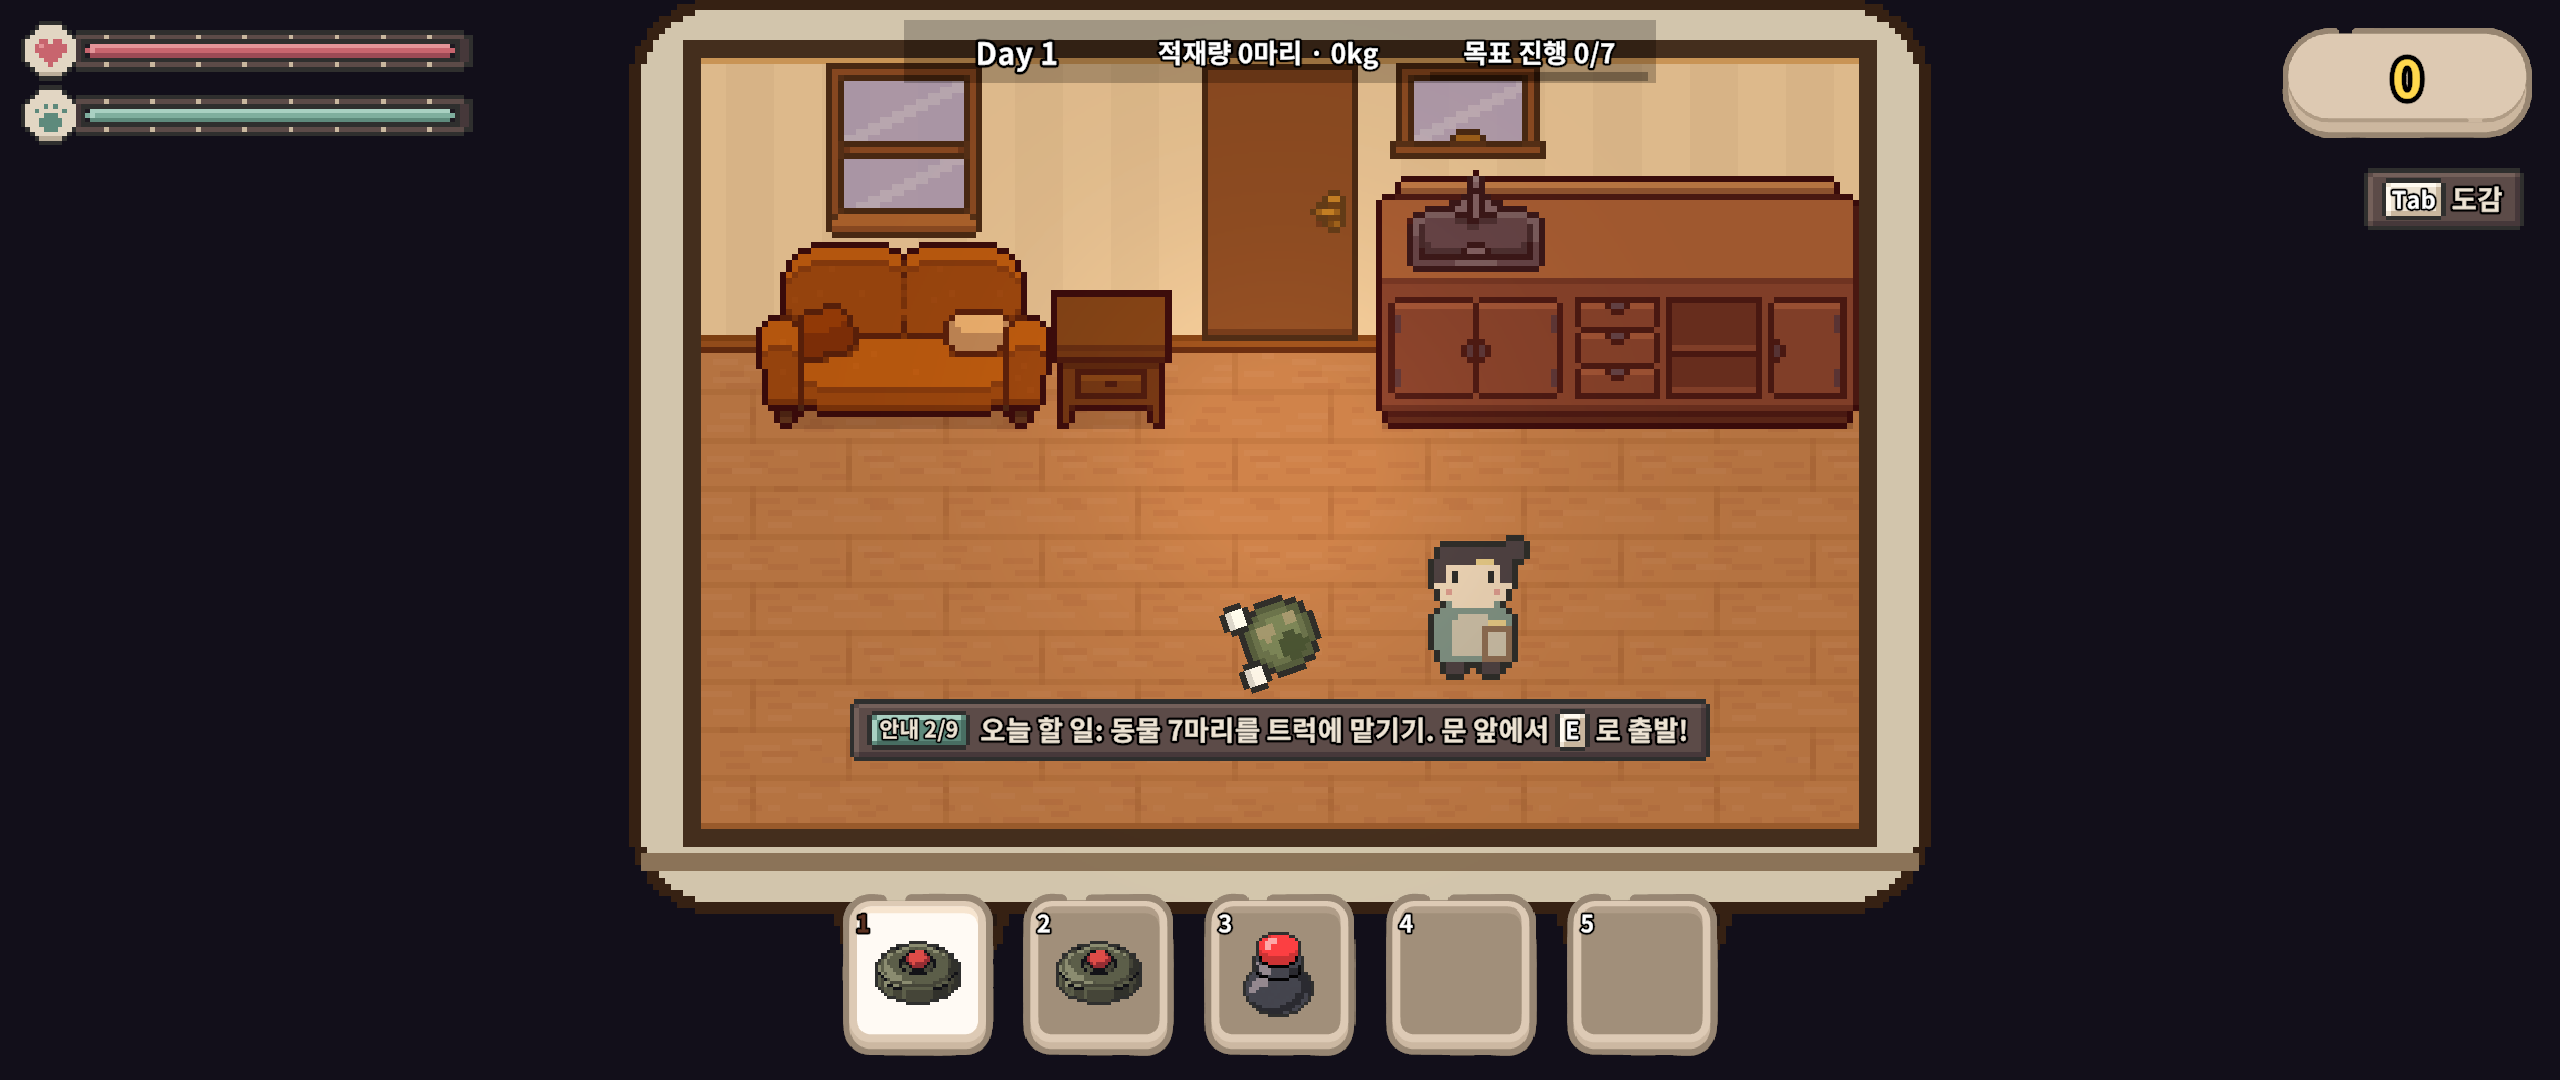 Day 1
적재량 0마리 · 0kg
목표 진행 0/7
0
Tab 도감
안내 2/9 오늘 할 일: 동물 7마리를 트럭에 맡기기. 문 앞에서 E 로 출발!
1 2 3 4 5